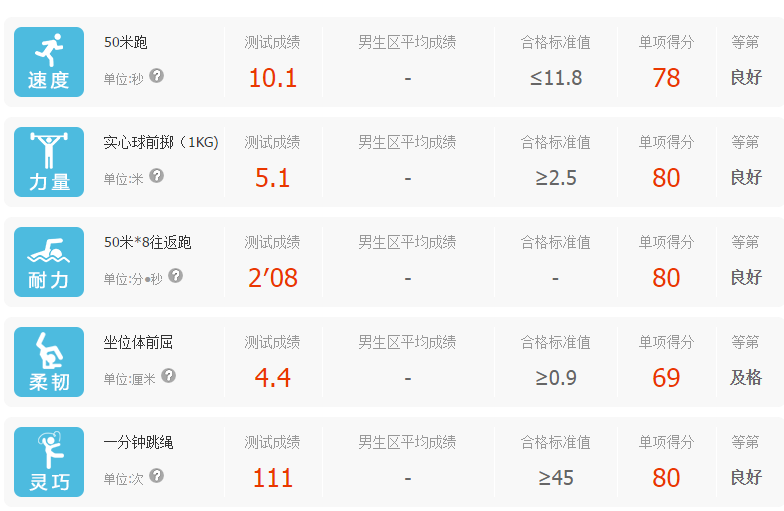 50米跑 测试成绩 男生区平均成绩 合格标准值 单项得分 等第
速度 单位:秒 ? 10.1 - ≤11.8 78 良好
实心球前掷（1KG) 测试成绩 男生区平均成绩 合格标准值 单项得分 等第
力量 单位:米 ? 5.1 - ≥2.5 80 良好
50米*8往返跑 测试成绩 男生区平均成绩 合格标准值 单项得分 等第
耐力 单位:分●秒 ? 2′08 - - 80 良好
坐位体前屈 测试成绩 男生区平均成绩 合格标准值 单项得分 等第
柔韧 单位:厘米 ? 4.4 - ≥0.9 69 及格
一分钟跳绳 测试成绩 男生区平均成绩 合格标准值 单项得分 等第
灵巧 单位:次 ? 111 - ≥45 80 良好